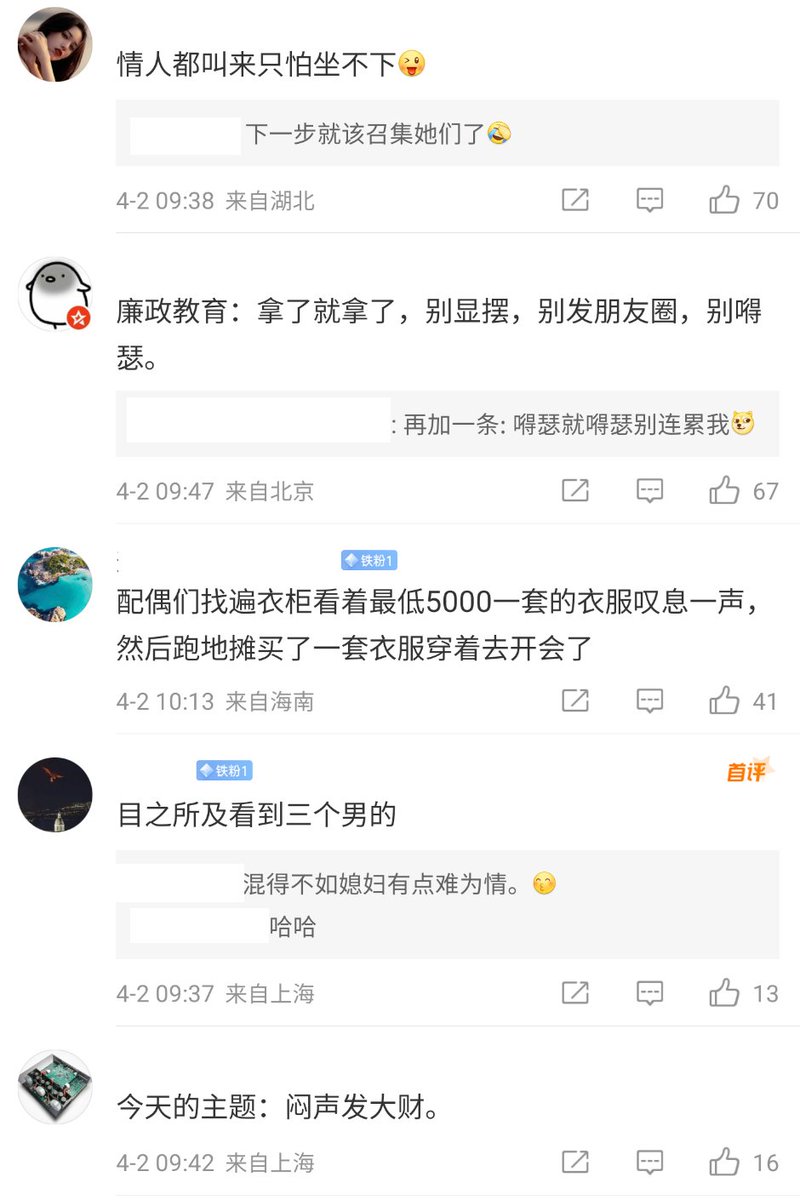 情人都叫来只怕坐不下😜
下一步就该召集她们了🤣
4-2 09:38 来自湖北
70
廉政教育：拿了就拿了，别显摆，别发朋友圈，别嘚
瑟。
: 再加一条: 嘚瑟就嘚瑟别连累我
4-2 09:47 来自北京
67
铁粉1
配偶们找遍衣柜看着最低5000一套的衣服叹息一声，
然后跑地摊买了一套衣服穿着去开会了
4-2 10:13 来自海南
41
铁粉1
首评
目之所及看到三个男的
混得不如媳妇有点难为情。🤭
哈哈
4-2 09:37 来自上海
13
今天的主题：闷声发大财。
4-2 09:42 来自上海
16